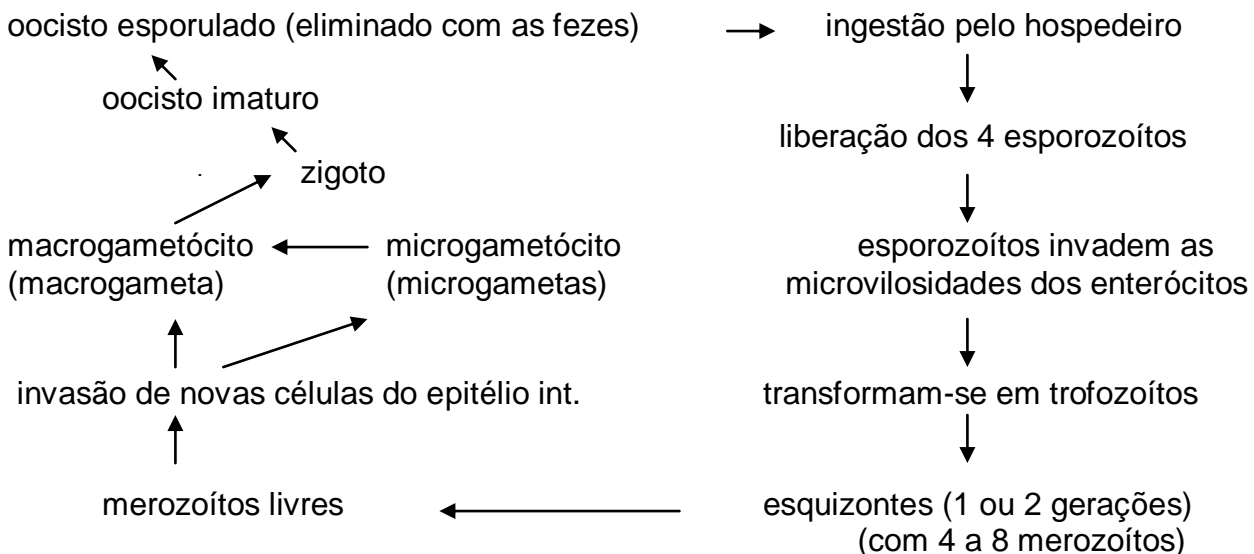 oocisto esporulado (eliminado com as fezes)
ingestão pelo hospedeiro
oocisto imaturo
liberação dos 4 esporozoítos
zigoto
macrogametócito
(macrogameta)
microgametócito
(microgametas)
esporozoítos invadem as
microvilosidades dos enterócitos
invasão de novas células do epitélio int.
transformam-se em trofozoítos
merozoítos livres
esquizontes (1 ou 2 gerações)
(com 4 a 8 merozoítos)